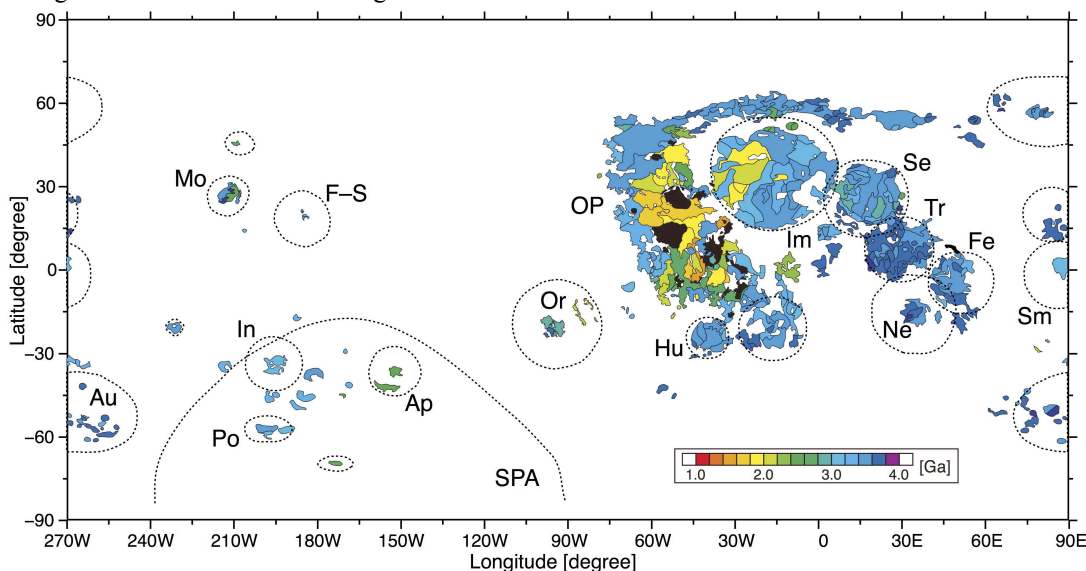 Latitude [degree]
90
60
30
0
−30
−60
−90
Mo
F–S
In
Au
Po
Ap
SPA
Or
OP
Hu
Im
Se
Tr
Fe
Ne
Sm
1.0 2.0 3.0 4.0 [Ga]
270W 240W 210W 180W 150W 120W 90W 60W 30W 0 30E 60E 90E
Longitude [degree]